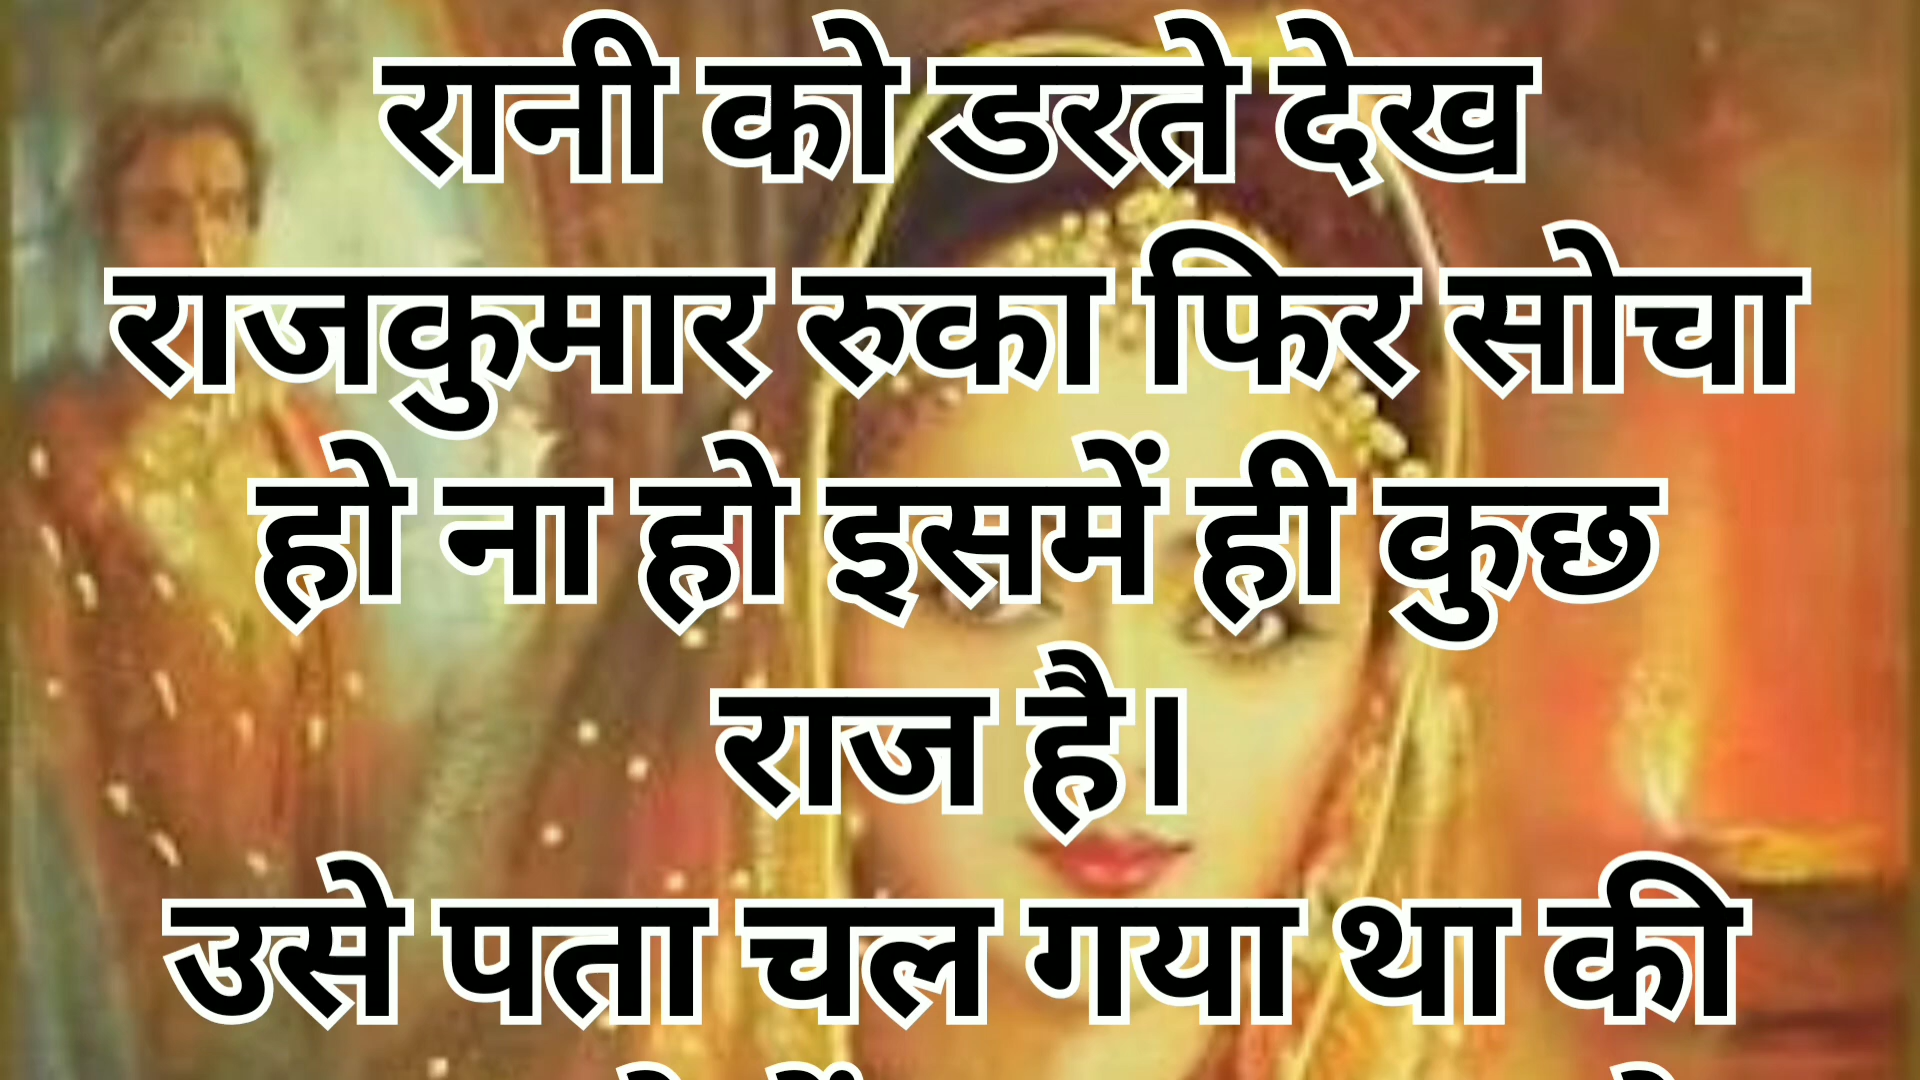 रानी को डरते देख
राजकुमार रुका फिर सोचा
हो ना हो इसमें ही कुछ
राज है।
उसे पता चल गया था की